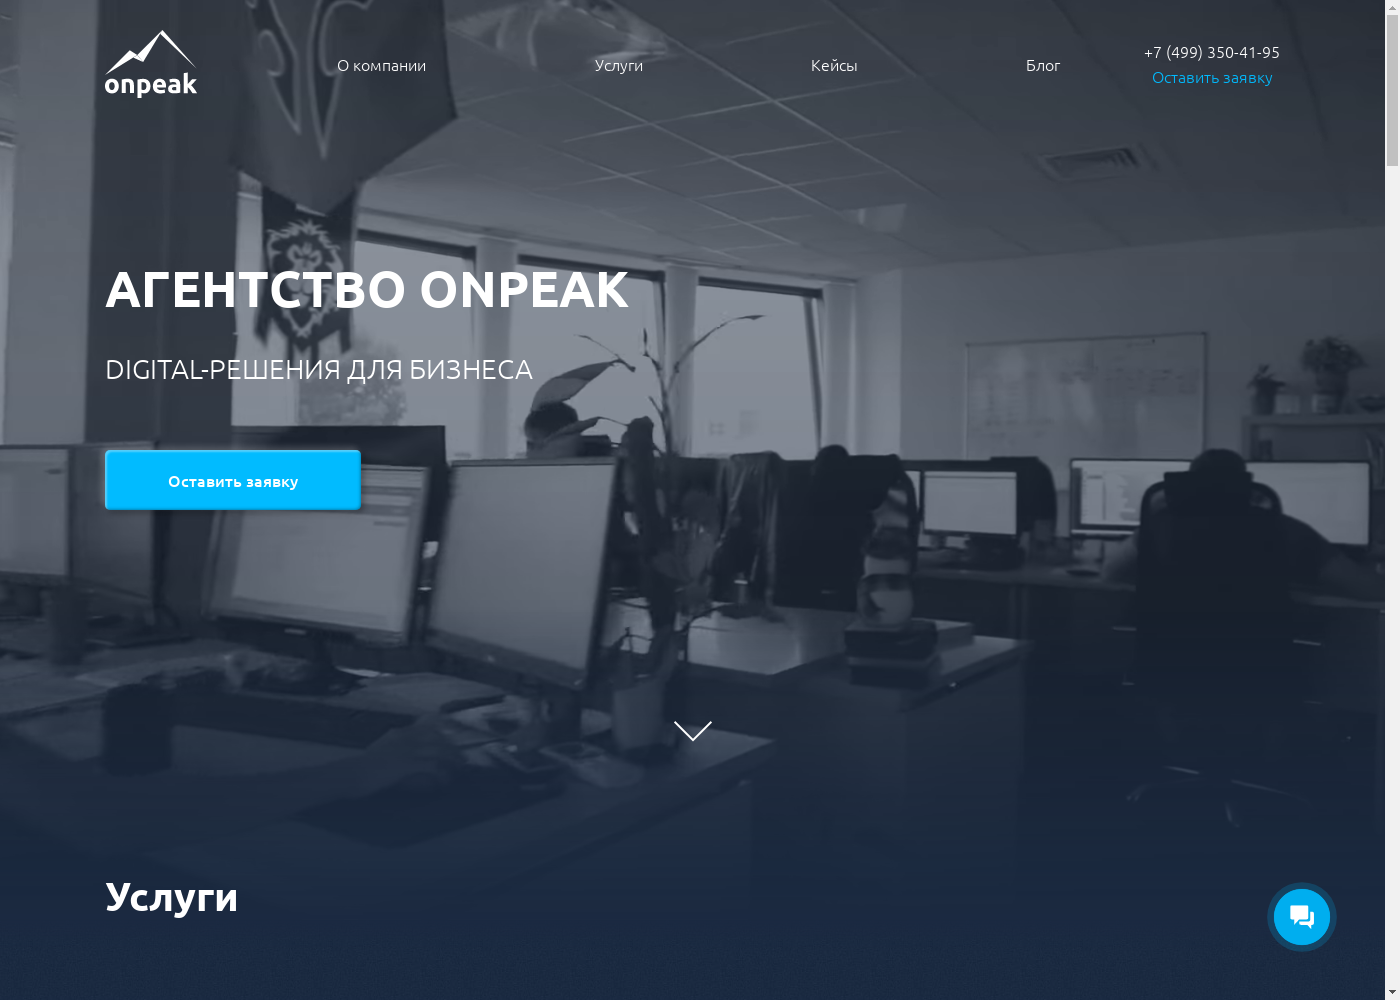 onpeak
О компании
Услуги
Кейсы
Блог
+7 (499) 350-41-95
Оставить заявку
АГЕНТСТВО ONPEAK
DIGITAL-РЕШЕНИЯ ДЛЯ БИЗНЕСА
Оставить заявку
Услуги